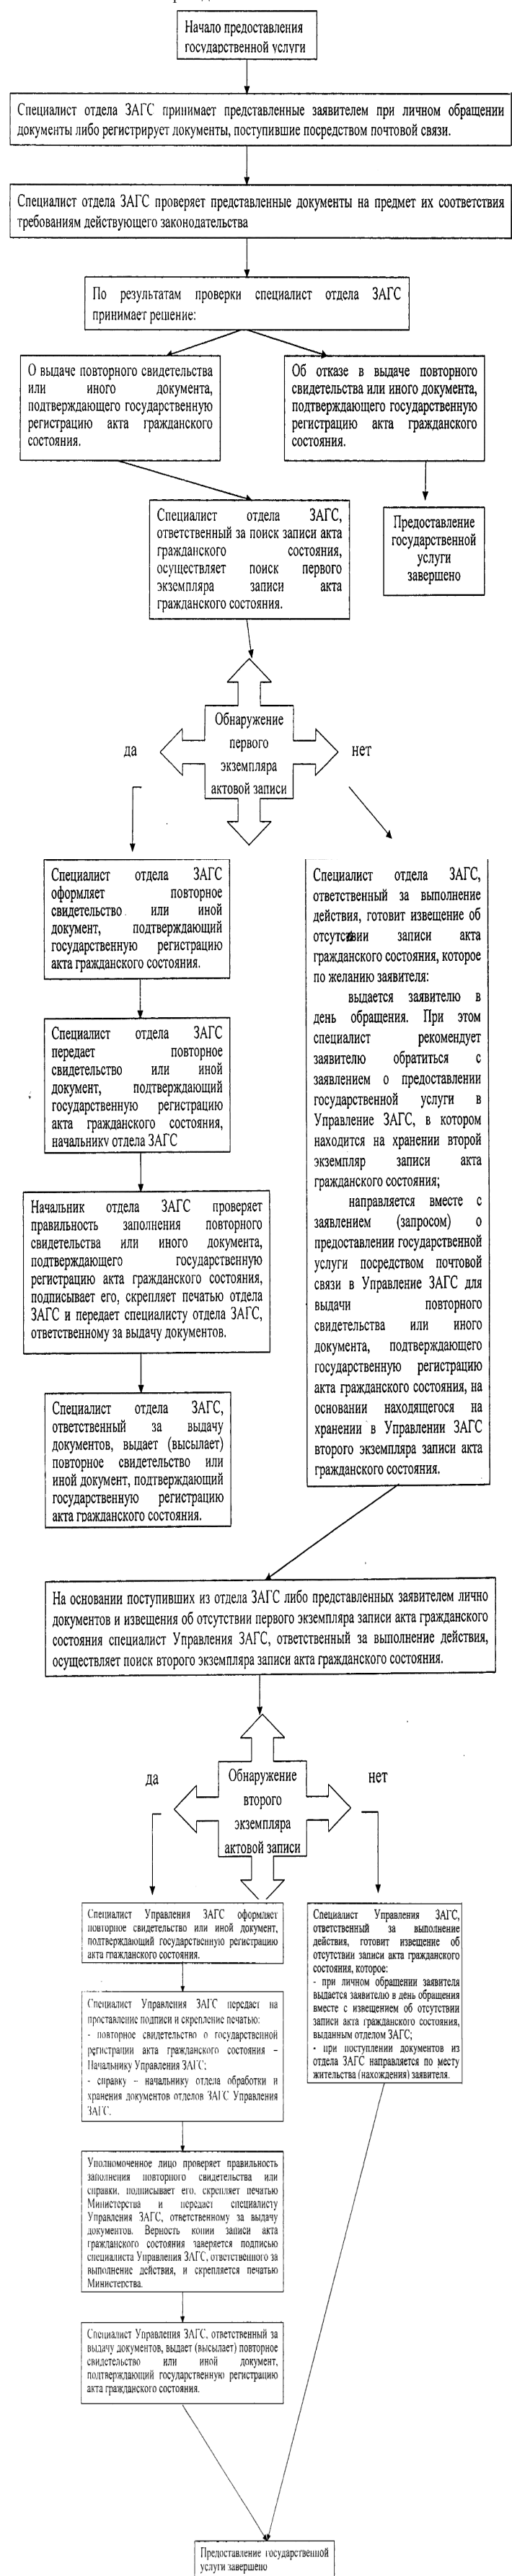 Начало предоставления
государственной услуги
Специалист отдела ЗАГС принимает представленные заявителем при личном обращении
документы либо регистрирует документы, поступившие посредством почтовой связи.
Специалист отдела ЗАГС проверяет представленные документы на предмет их соответствия
требованиям действующего законодательства
По результатам проверки специалист отдела ЗАГС
принимает решение:
О выдаче повторного свидетельства
или иного документа,
подтверждающего государственную
регистрацию акта гражданского
состояния.
Об отказе в выдаче повторного
свидетельства или иного документа,
подтверждающего государственную
регистрацию акта гражданского
состояния.
Специалист отдела ЗАГС,
ответственный за поиск записи акта
гражданского состояния,
осуществляет поиск первого
экземпляра записи акта
гражданского состояния.
Предоставление
государственной
услуги
завершено
Обнаружение
первого
экземпляра
актовой записи
да
нет
Специалист отдела ЗАГС
оформляет повторное
свидетельство или иной
документ, подтверждающий
государственную регистрацию
акта гражданского состояния.
Специалист отдела ЗАГС
передает повторное
свидетельство или иной
документ, подтверждающий
государственную регистрацию
акта гражданского состояния,
начальнику отдела ЗАГС
Начальник отдела ЗАГС проверяет
правильность заполнения повторного
свидетельства или иного документа,
подтверждающего государственную
регистрацию акта гражданского состояния,
подписывает его, скрепляет печатью отдела
ЗАГС и передает специалисту отдела ЗАГС,
ответственному за выдачу документов.
Специалист отдела ЗАГС,
ответственный за выдачу
документов, выдает (высылает)
повторное свидетельство или
иной документ, подтверждающий
государственную регистрацию
акта гражданского состояния.
Специалист отдела ЗАГС,
ответственный за выполнение
действия, готовит извещение об
отсутствии записи акта
гражданского состояния, которое
по желанию заявителя:
выдается заявителю в
день обращения. При этом
специалист рекомендует
заявителю обратиться с
заявлением о предоставлении
государственной услуги в
Управление ЗАГС, в котором
находится на хранении второй
экземпляр записи акта
гражданского состояния;
направляется вместе с
заявлением (запросом) о
предоставлении государственной
услуги посредством почтовой
связи в Управление ЗАГС для
выдачи повторного
свидетельства или иного
документа, подтверждающего
государственную регистрацию
акта гражданского состояния, на
основании находящегося на
хранении в Управлении ЗАГС
второго экземпляра записи акта
гражданского состояния.
На основании поступивших из отдела ЗАГС либо представленных заявителем лично
документов и извещения об отсутствии первого экземпляра записи акта гражданского
состояния специалист Управления ЗАГС, ответственный за выполнение действия,
осуществляет поиск второго экземпляра записи акта гражданского состояния.
Обнаружение
второго
экземпляра
актовой записи
да
нет
Специалист Управления ЗАГС оформляет
повторное свидетельство или иной документ,
подтверждающий государственную регистрацию
акта гражданского состояния.
Специалист Управления ЗАГС передает на
проставление подписи и скрепление печатью:
- повторное свидетельство о государственной
регистрации акта гражданского состояния –
Начальнику Управления ЗАГС;
- справку – начальнику отдела обработки и
хранения документов отделов ЗАГС Управления
ЗАГС.
Уполномоченное лицо проверяет правильность
заполнения повторного свидетельства или
справки, подписывает его, скрепляет печатью
Министерства и передает специалисту
Управления ЗАГС, ответственному за выдачу
документов. Верность копии записи акта
гражданского состояния заверяется подписью
специалиста Управления ЗАГС, ответственного за
выполнение действия, и скрепляется печатью
Министерства.
Специалист Управления ЗАГС, ответственный за
выдачу документов, выдает (высылает) повторное
свидетельство или иной документ,
подтверждающий государственную регистрацию
акта гражданского состояния.
Специалист Управления ЗАГС,
ответственный за выполнение
действия, готовит извещение об
отсутствии записи акта гражданского
состояния, которое:
- при личном обращении заявителя
выдается заявителю в день обращения
вместе с извещением об отсутствии
записи акта гражданского состояния,
выданным отделом ЗАГС;
- при поступлении документов из
отдела ЗАГС направляется по месту
жительства (нахождения) заявителя.
Предоставление государственной
услуги завершено